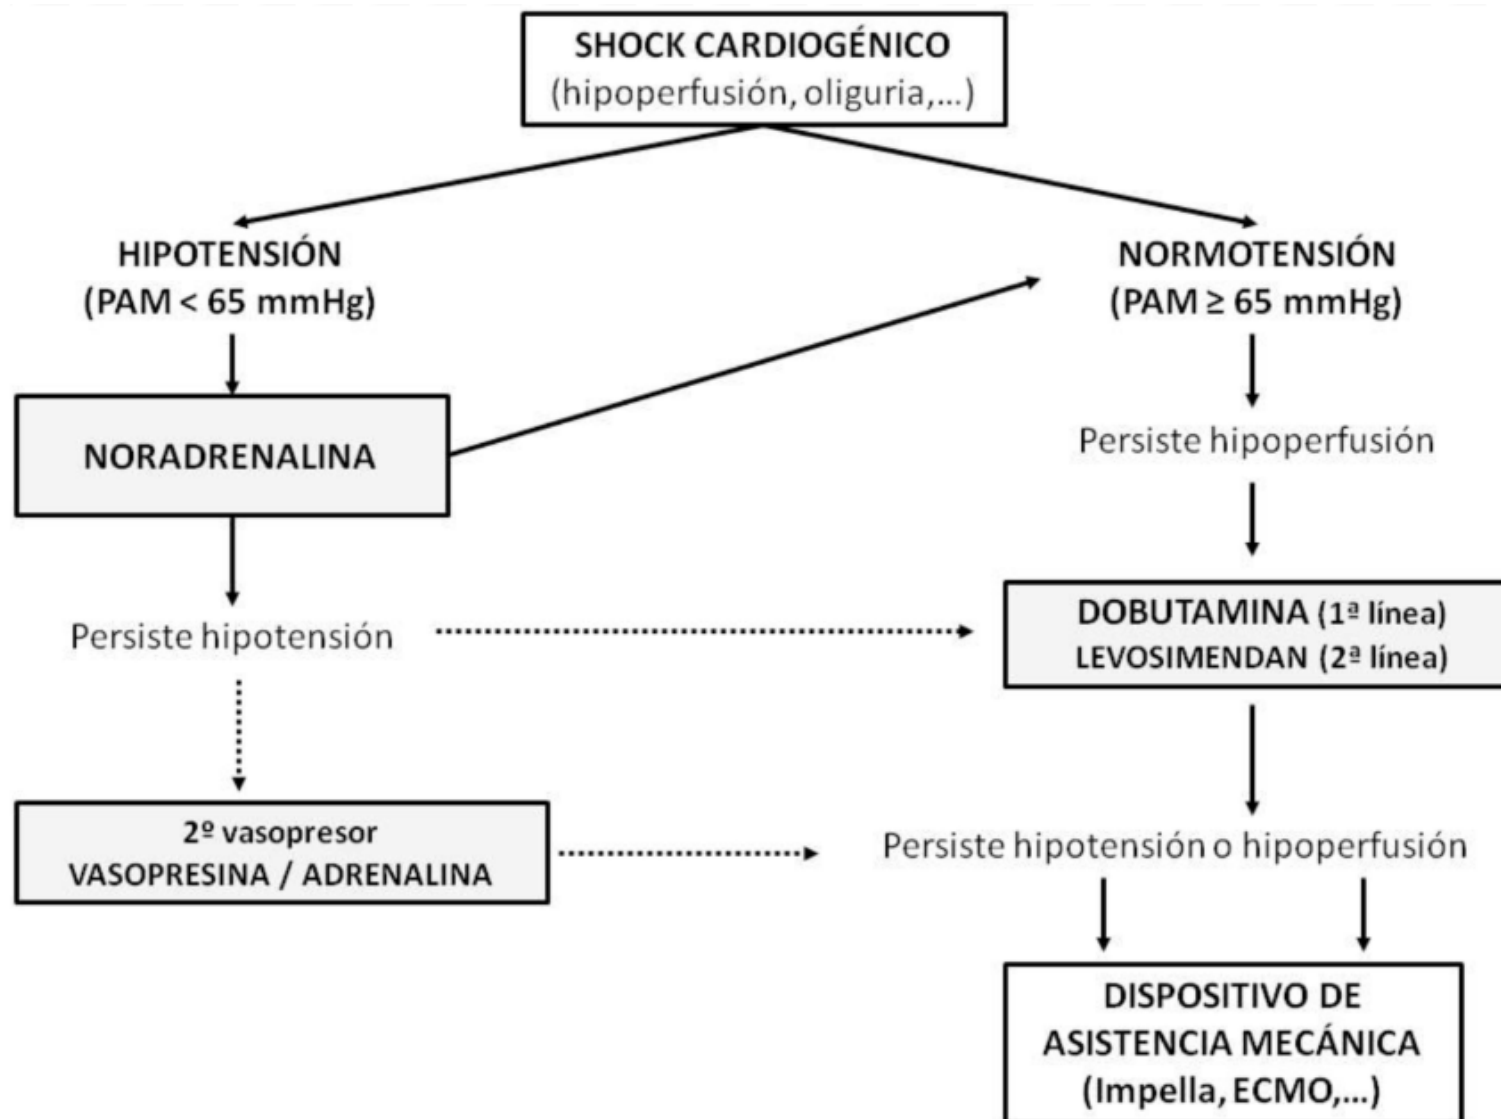 SHOCK CARDIOGÉNICO
(hipoperfusión, oliguria,...)
HIPOTENSIÓN
(PAM < 65 mmHg)
NORMOTENSIÓN
(PAM ≥ 65 mmHg)
NORADRENALINA
Persiste hipoperfusión
Persiste hipotensión
DOBUTAMINA (1ª línea)
LEVOSIMENDAN (2ª línea)
2º vasopresor
VASOPRESINA / ADRENALINA
Persiste hipotensión o hipoperfusión
DISPOSITIVO DE
ASISTENCIA MECÁNICA
(Impella, ECMO,...)